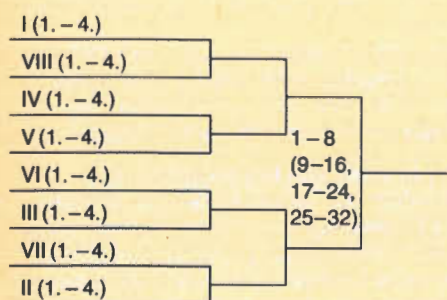 I (1.–4.)
VIII (1.–4.)
IV (1.–4.)
V (1.–4.)
VI (1.–4.)
III (1.–4.)
VII (1.–4.)
II (1.–4.)
1–8
(9–16,
17–24,
25–32)